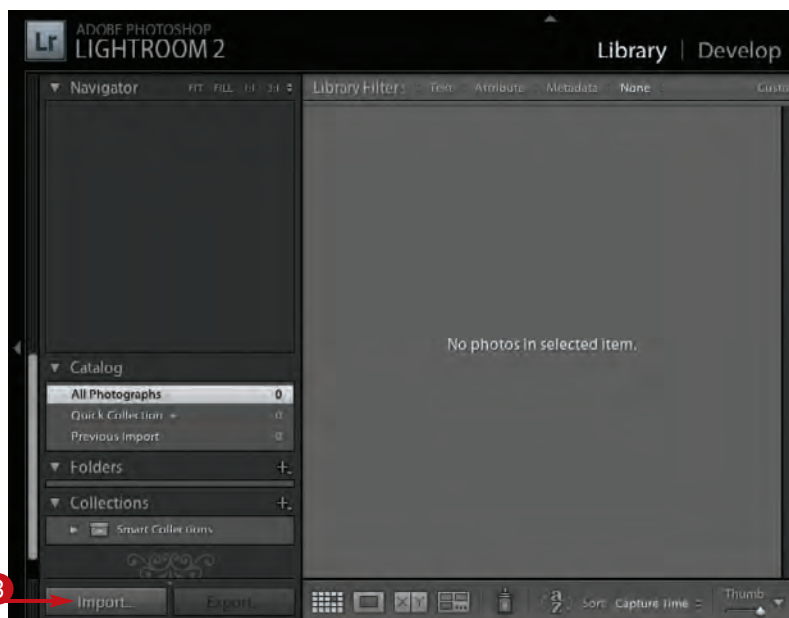 Lr
ADOBE PHOTOSHOP
LIGHTROOM 2
Library | Develop
Navigator FIT FILL 1:1 3:1
Library Filter: Text Attribute Metadata None
No photos in selected item.
Catalog
All Photographs 0
Quick Collection + 0
Previous Import 0
Folders +
Collections +
Smart Collections
Import... Export...
X Y
a
z
Sort: Capture Time
Thumb